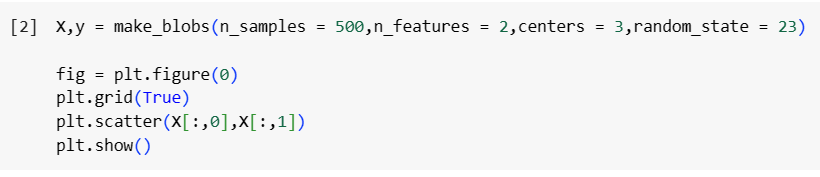 [2] X,y = make_blobs(n_samples = 500,n_features = 2,centers = 3,random_state = 23)
fig = plt.figure(0)
plt.grid(True)
plt.scatter(X[:,0],X[:,1])
plt.show()